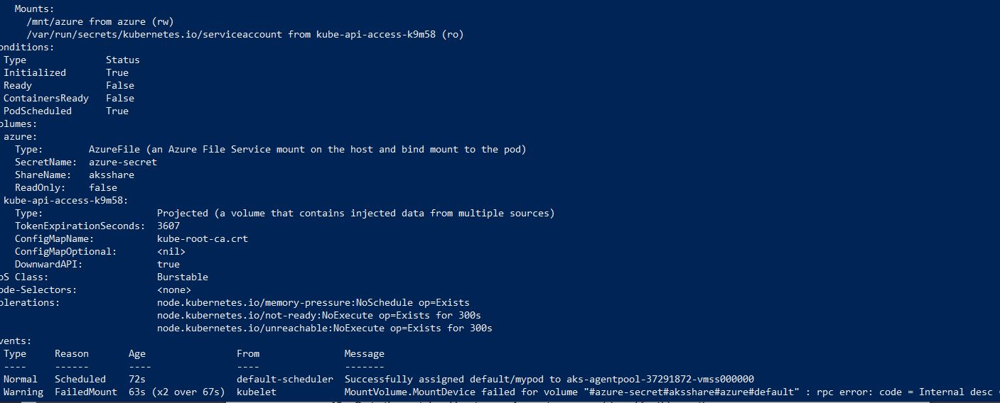 Mounts:
/mnt/azure from azure (rw)
/var/run/secrets/kubernetes.io/serviceaccount from kube-api-access-k9m58 (ro)
onditions:
Type Status
Initialized True
Ready False
ContainersReady False
PodScheduled True
olumes:
azure:
Type: AzureFile (an Azure File Service mount on the host and bind mount to the pod)
SecretName: azure-secret
ShareName: aksshare
ReadOnly: false
kube-api-access-k9m58:
Type: Projected (a volume that contains injected data from multiple sources)
TokenExpirationSeconds: 3607
ConfigMapName: kube-root-ca.crt
ConfigMapOptional: <nil>
DownwardAPI: true
oS Class: Burstable
ode-Selectors: <none>
olerations: node.kubernetes.io/memory-pressure:NoSchedule op=Exists
node.kubernetes.io/not-ready:NoExecute op=Exists for 300s
node.kubernetes.io/unreachable:NoExecute op=Exists for 300s
vents:
Type Reason Age From Message
---- ------ ---- ---- -------
Normal Scheduled 72s default-scheduler Successfully assigned default/mypod to aks-agentpool-37291872-vmss000000
Warning FailedMount 63s (x2 over 67s) kubelet MountVolume.MountDevice failed for volume "#azure-secret#aksshare#azure#default" : rpc error: code = Internal desc =